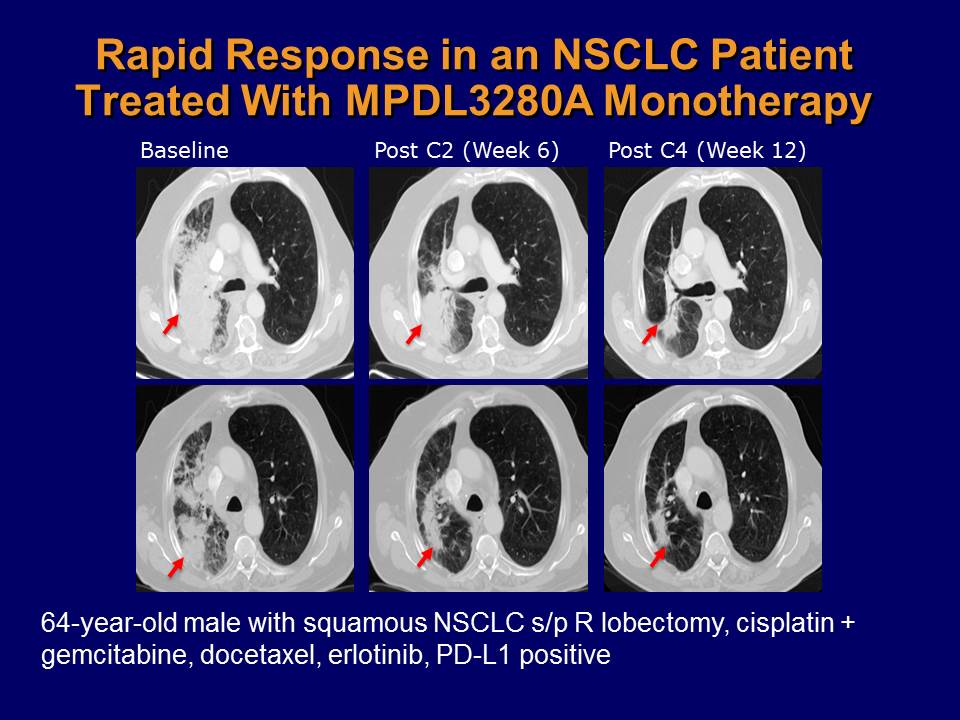 Rapid Response in an NSCLC Patient
Treated With MPDL3280A Monotherapy
Baseline
Post C2 (Week 6)
Post C4 (Week 12)
64-year-old male with squamous NSCLC s/p R lobectomy, cisplatin +
gemcitabine, docetaxel, erlotinib, PD-L1 positive